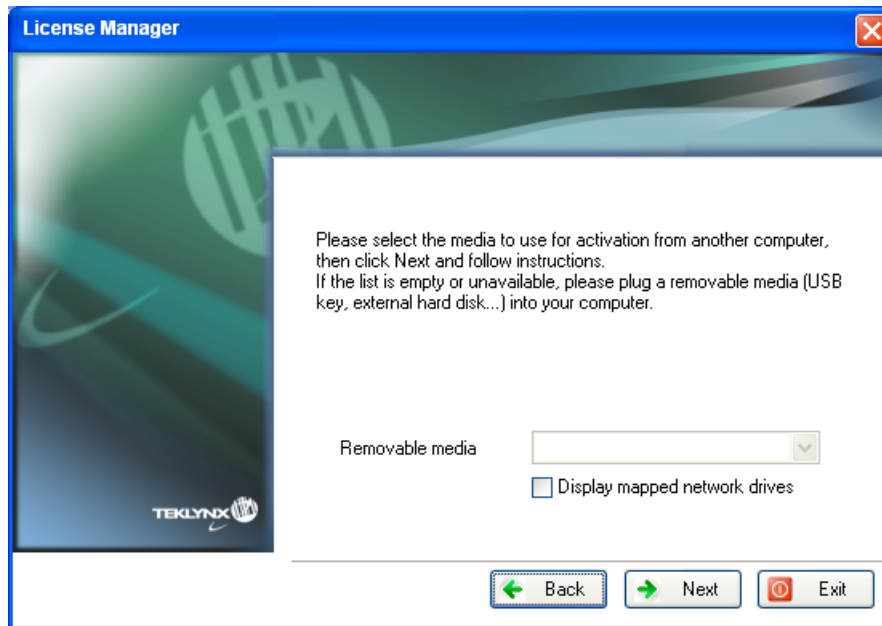 License Manager
Please select the media to use for activation from another computer,
then click Next and follow instructions.
If the list is empty or unavailable, please plug a removable media (USB
key, external hard disk...) into your computer.
Removable media
Display mapped network drives
TEKLYNX
Back Next Exit